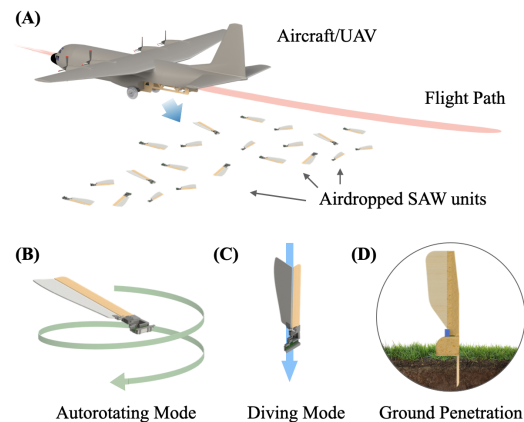 (A)
Aircraft/UAV
Flight Path
Airdropped SAW units
(B)
(C)
(D)
Autorotating Mode
Diving Mode
Ground Penetration